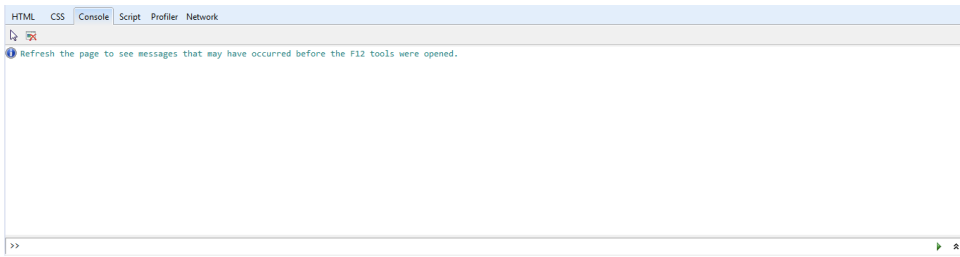 HTML CSS Console Script Profiler Network
Refresh the page to see messages that may have occurred before the F12 tools were opened.
>>